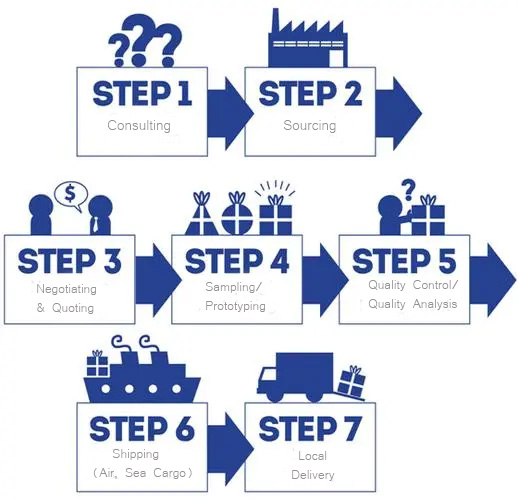 ???
STEP 1
Consulting
STEP 2
Sourcing
$
STEP 3
Negotiating
& Quoting
STEP 4
Sampling/
Prototyping
?
STEP 5
Quality Control/
Quality Analysis
STEP 6
Shipping
(Air, Sea Cargo)
STEP 7
Local
Delivery